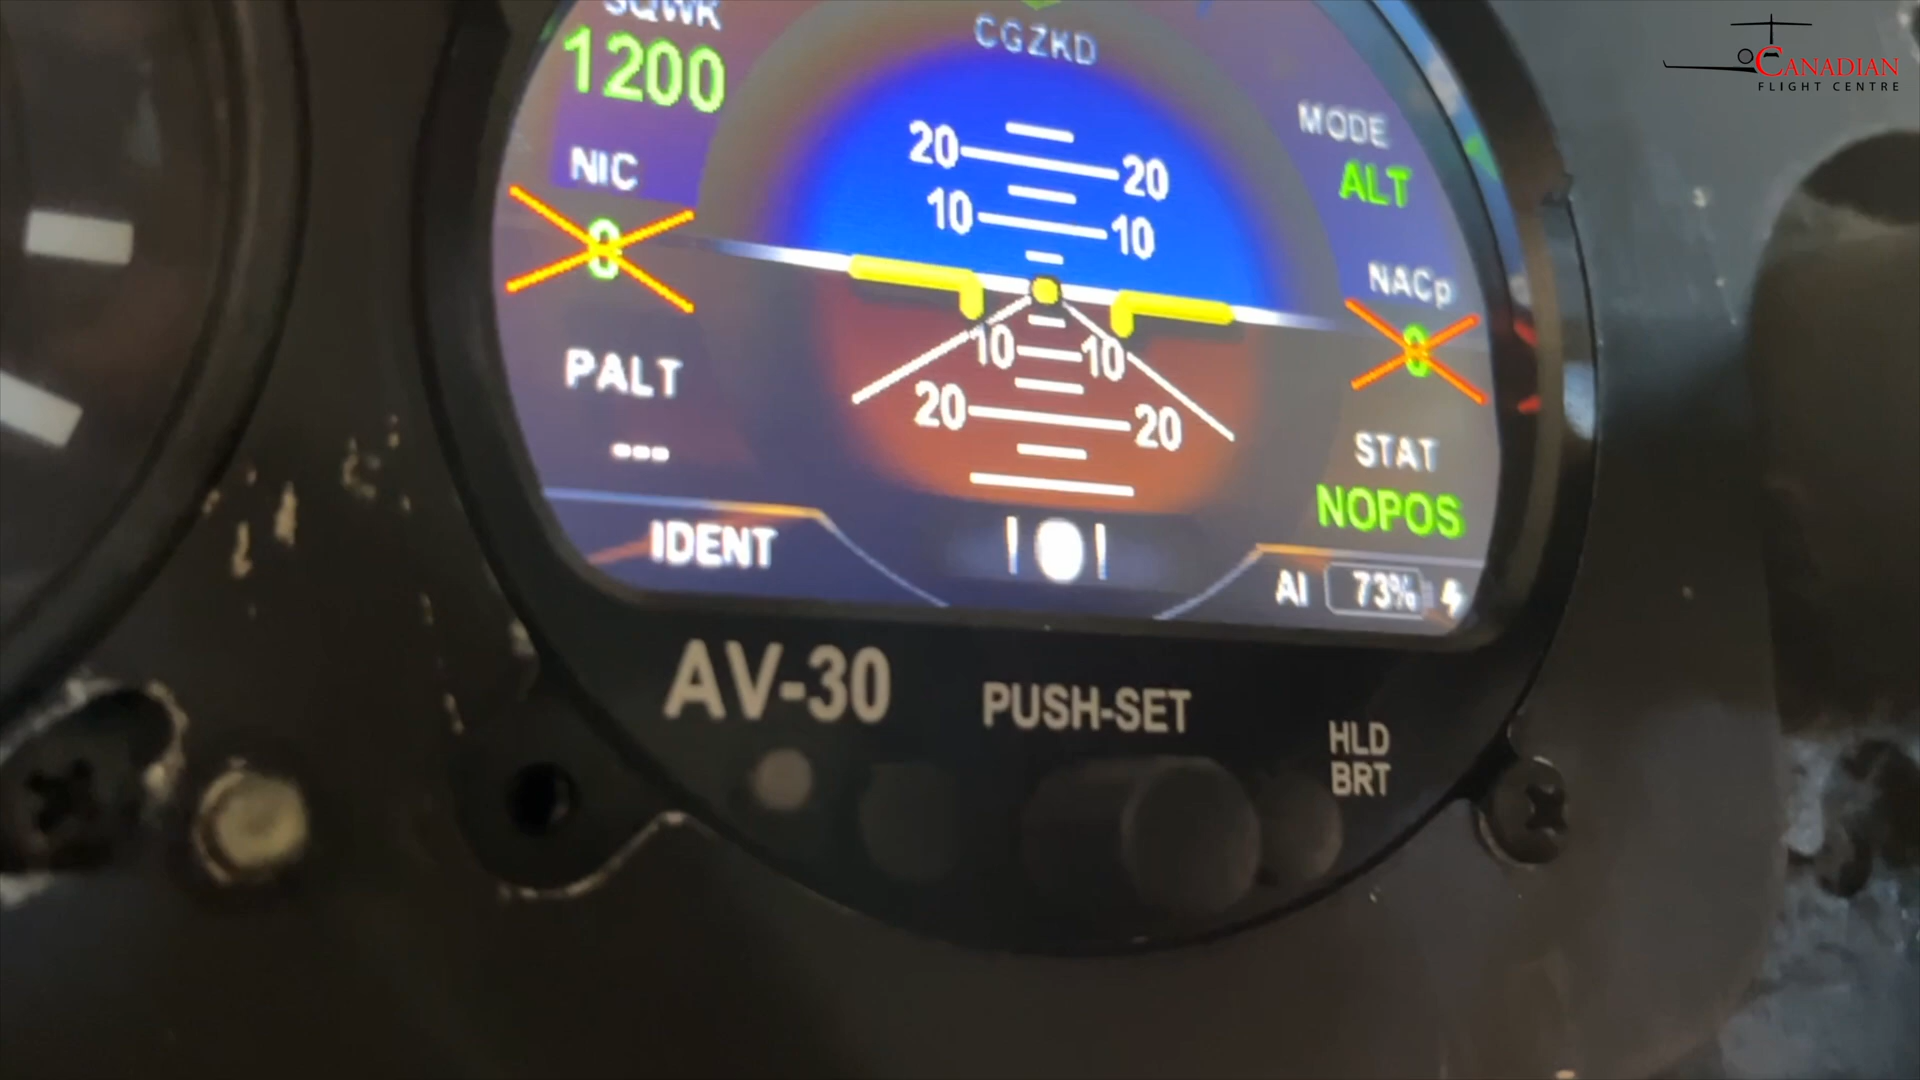 SQWK
1200
CGZKD
CANADIAN
FLIGHT CENTRE
MODE
ALT
NIC
0
20 20
10 10
NACp
0
PALT
---
10 10
20 20
STAT
NOPOS
IDENT
AI 73%
AV-30
PUSH-SET
HLD
BRT